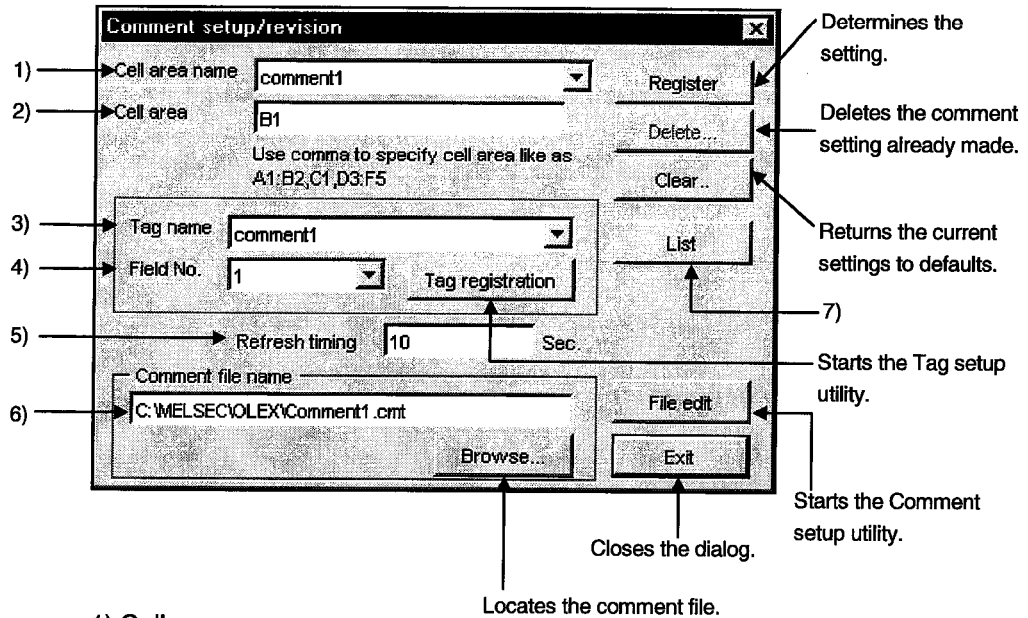 Comment setup/revision
Determines the
setting.
1) Cell area name comment1 Register
2) Cell area B1 Delete...
Deletes the comment
setting already made.
Use comma to specify cell area like as
A1:B2,C1,D3:F5
Clear..
3) Tag name comment1 List
Returns the current
settings to defaults.
4) Field No. 1 Tag registration
7)
5) Refresh timing 10 Sec.
Starts the Tag setup
utility.
Comment file name
6) C:\MELSEC\OLEX\Comment1.cmt File edit
Browse... Exit
Starts the Comment
setup utility.
Closes the dialog.
Locates the comment file.